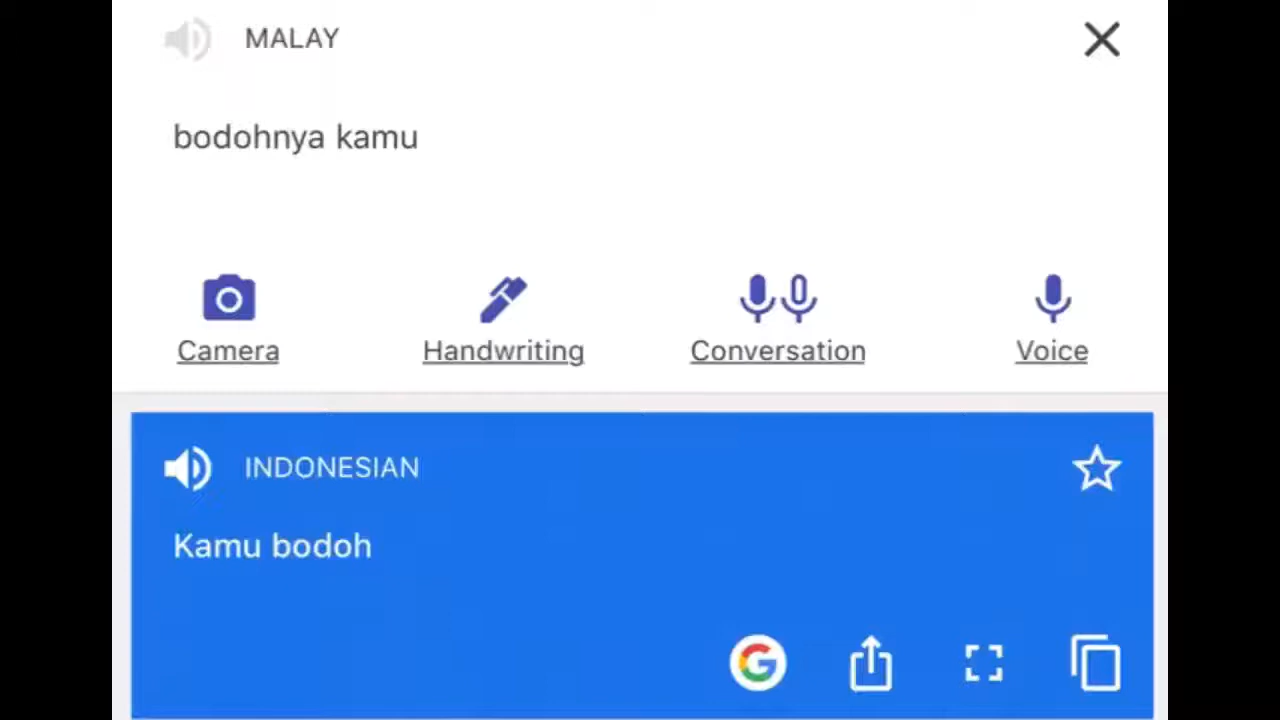 MALAY
bodohnya kamu
Camera Handwriting Conversation Voice
INDONESIAN
Kamu bodoh